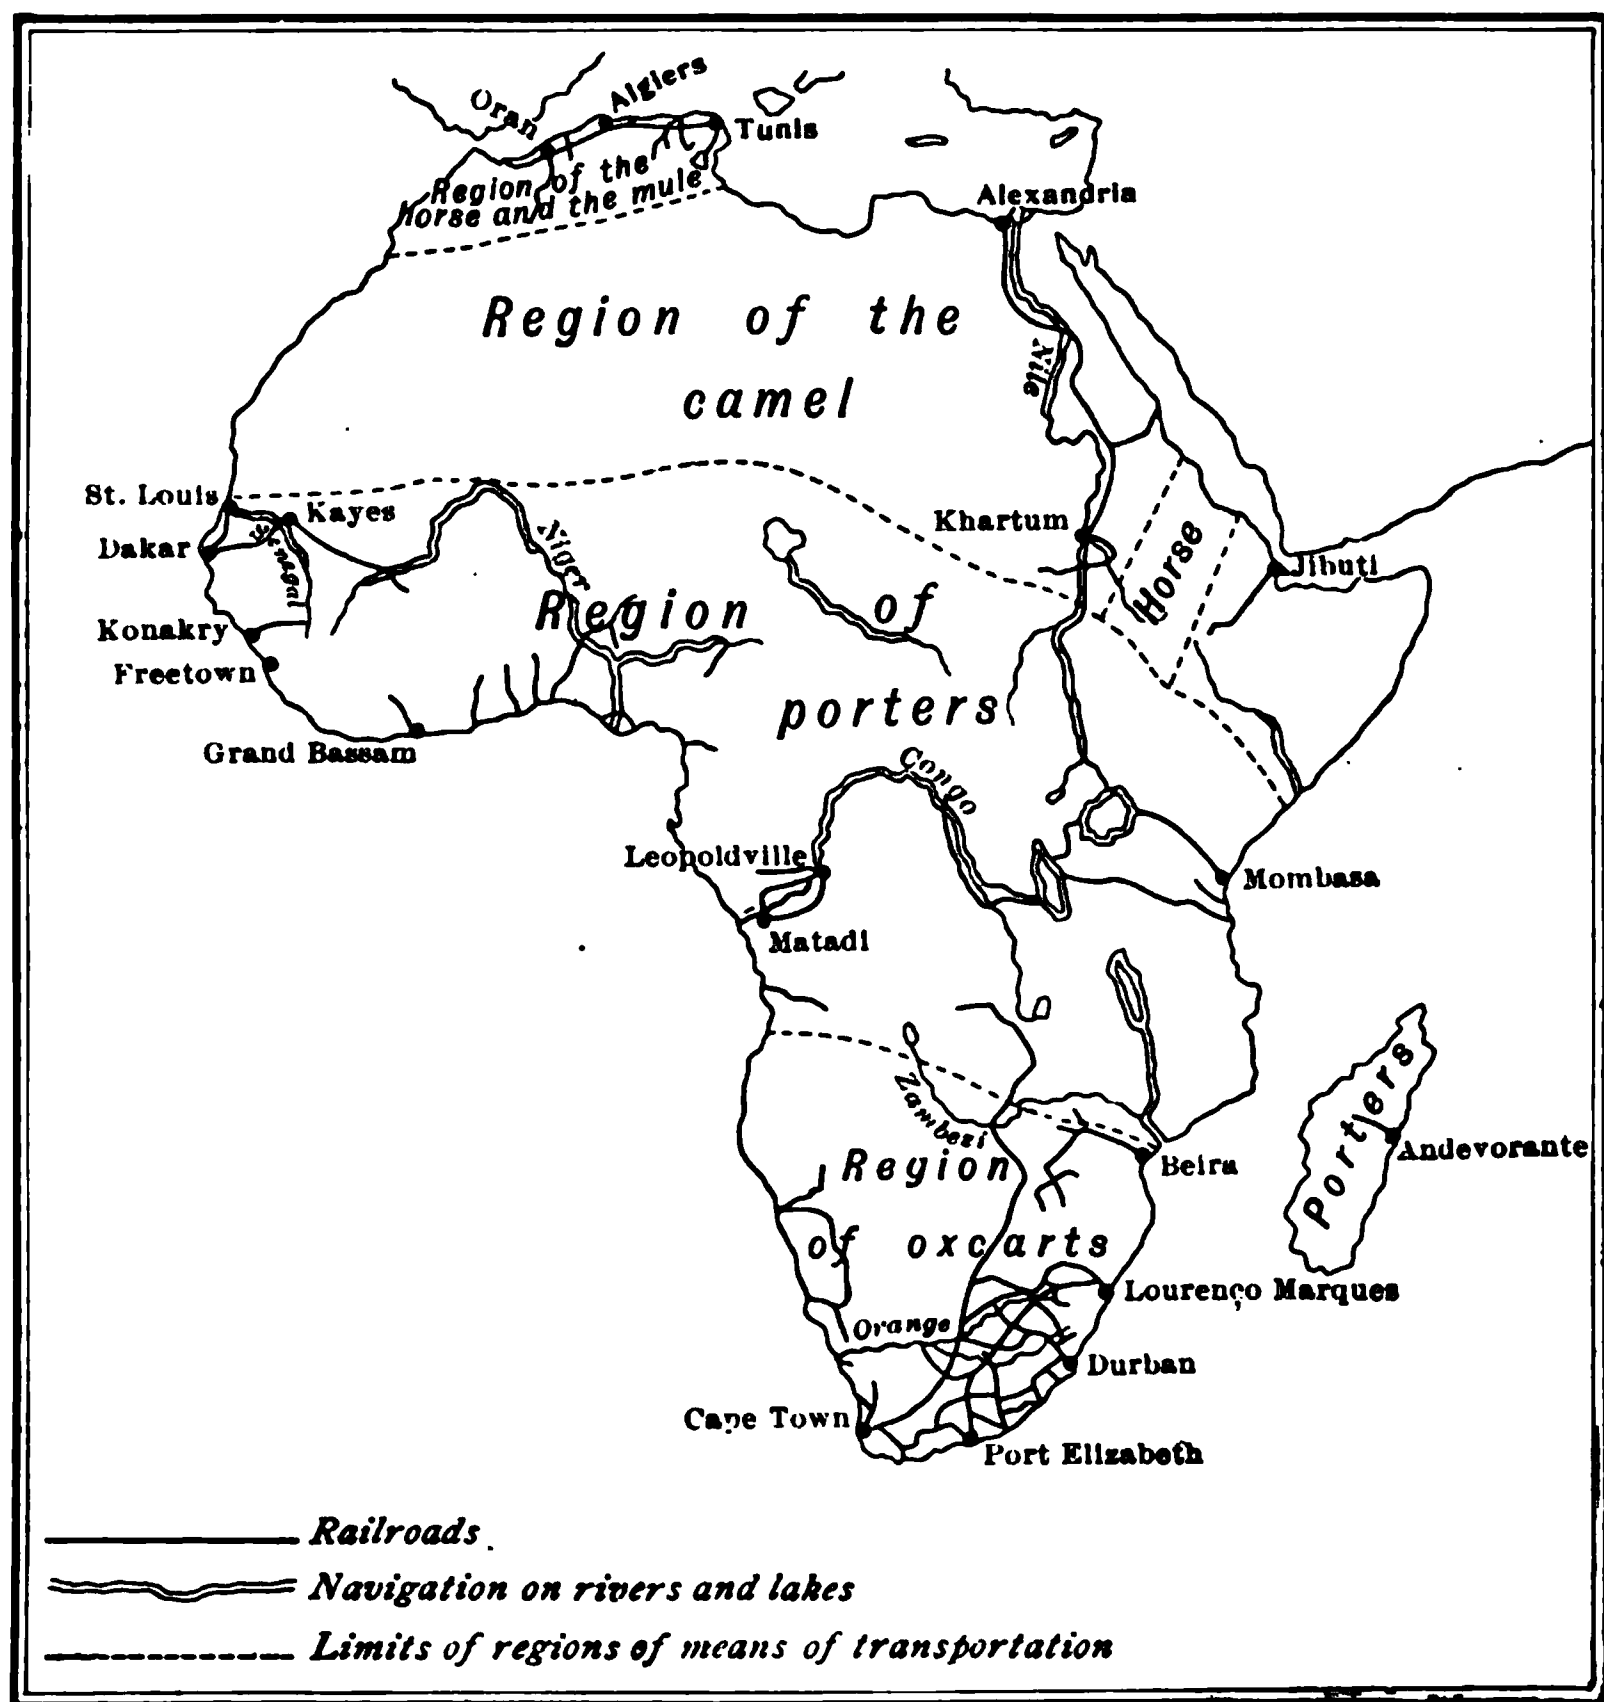 Oran
Algiers
Tunis
Region of the
horse and the mule
Alexandria
Region of the
camel
Nile
St. Louis
Kayes
Senegal
Dakar
Niger
Khartum
Horse
Jibuti
Konakry
Freetown
Region of
porters
Grand Bassam
Congo
Leopoldville
Mombasa
Matadi
Zambezi
Porters
Andevorante
Region
Beira
of oxcarts
Lourenço Marques
Orange
Durban
Cape Town
Port Elizabeth
Railroads
Navigation on rivers and lakes
Limits of regions of means of transportation